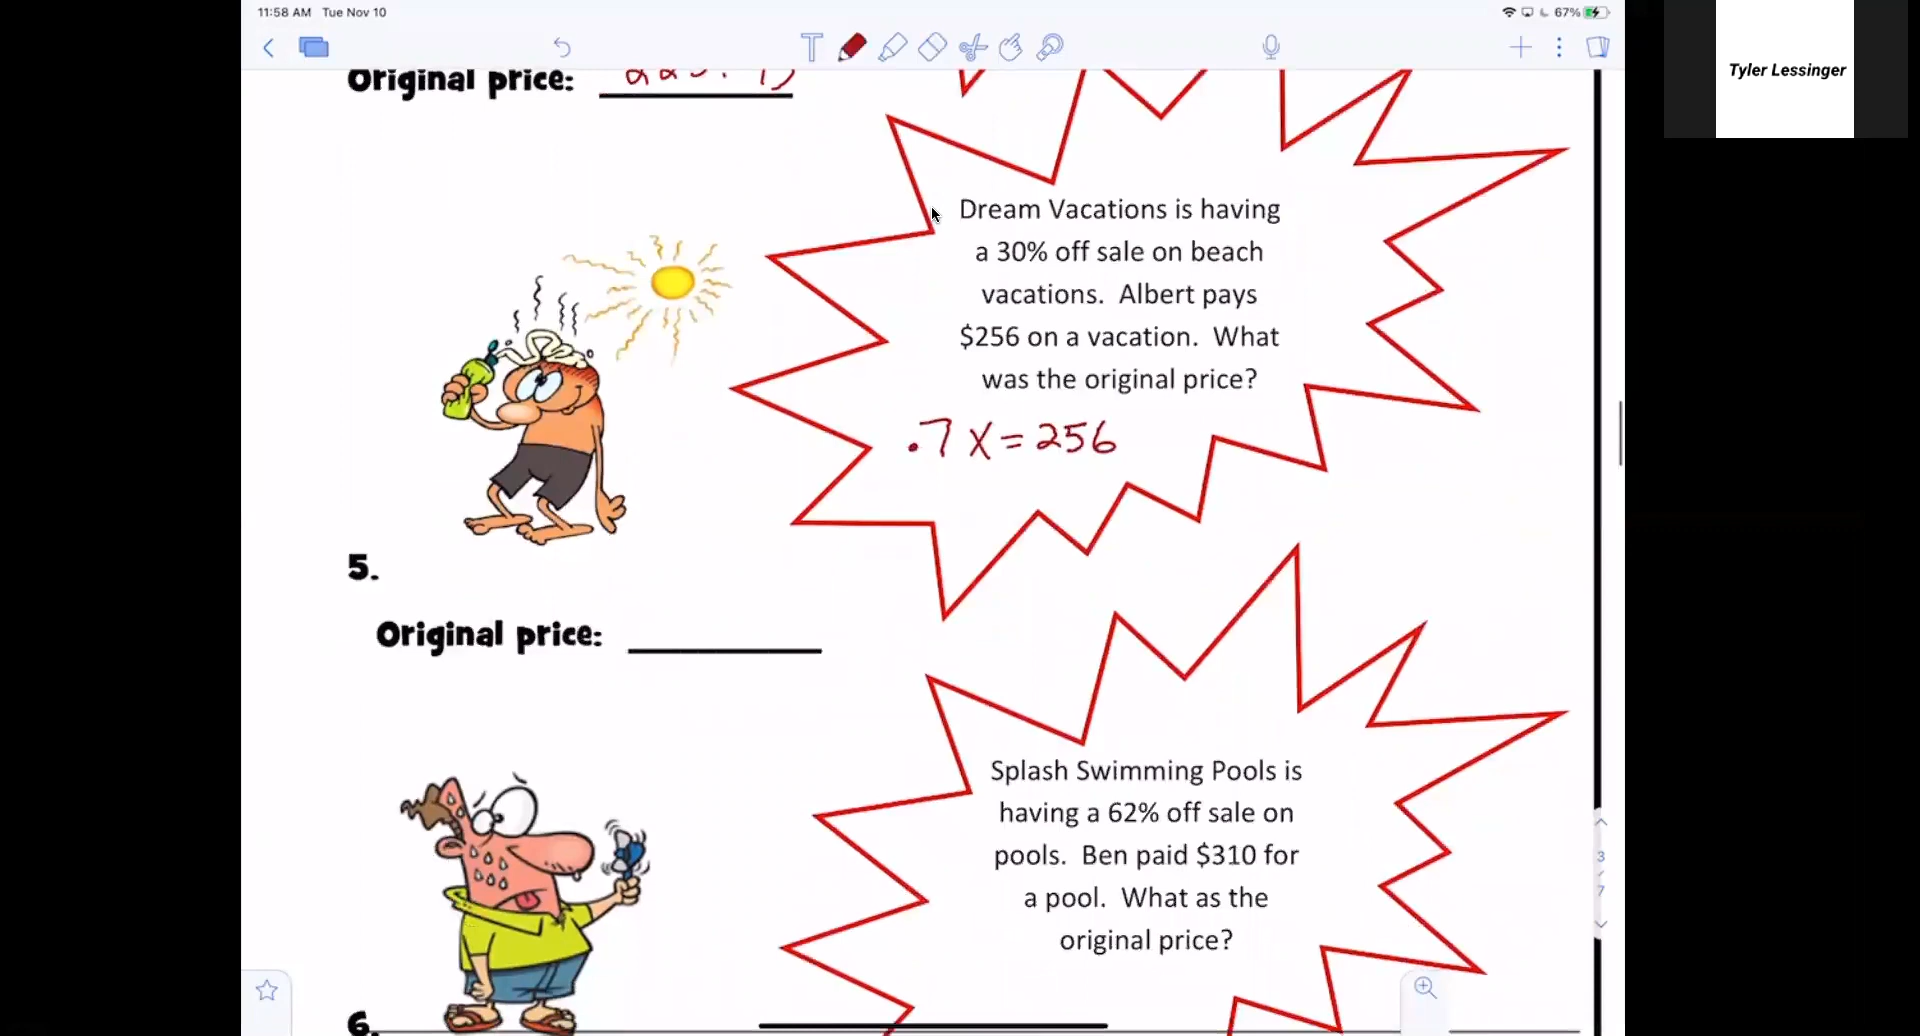 11:58 AM Tue Nov 10
67%
Tyler Lessinger
Original price:
Dream Vacations is having
a 30% off sale on beach
vacations. Albert pays
$256 on a vacation. What
was the original price?
.7x=256
5.
Original price:
Splash Swimming Pools is
having a 62% off sale on
pools. Ben paid $310 for
a pool. What as the
original price?
3
7
6.